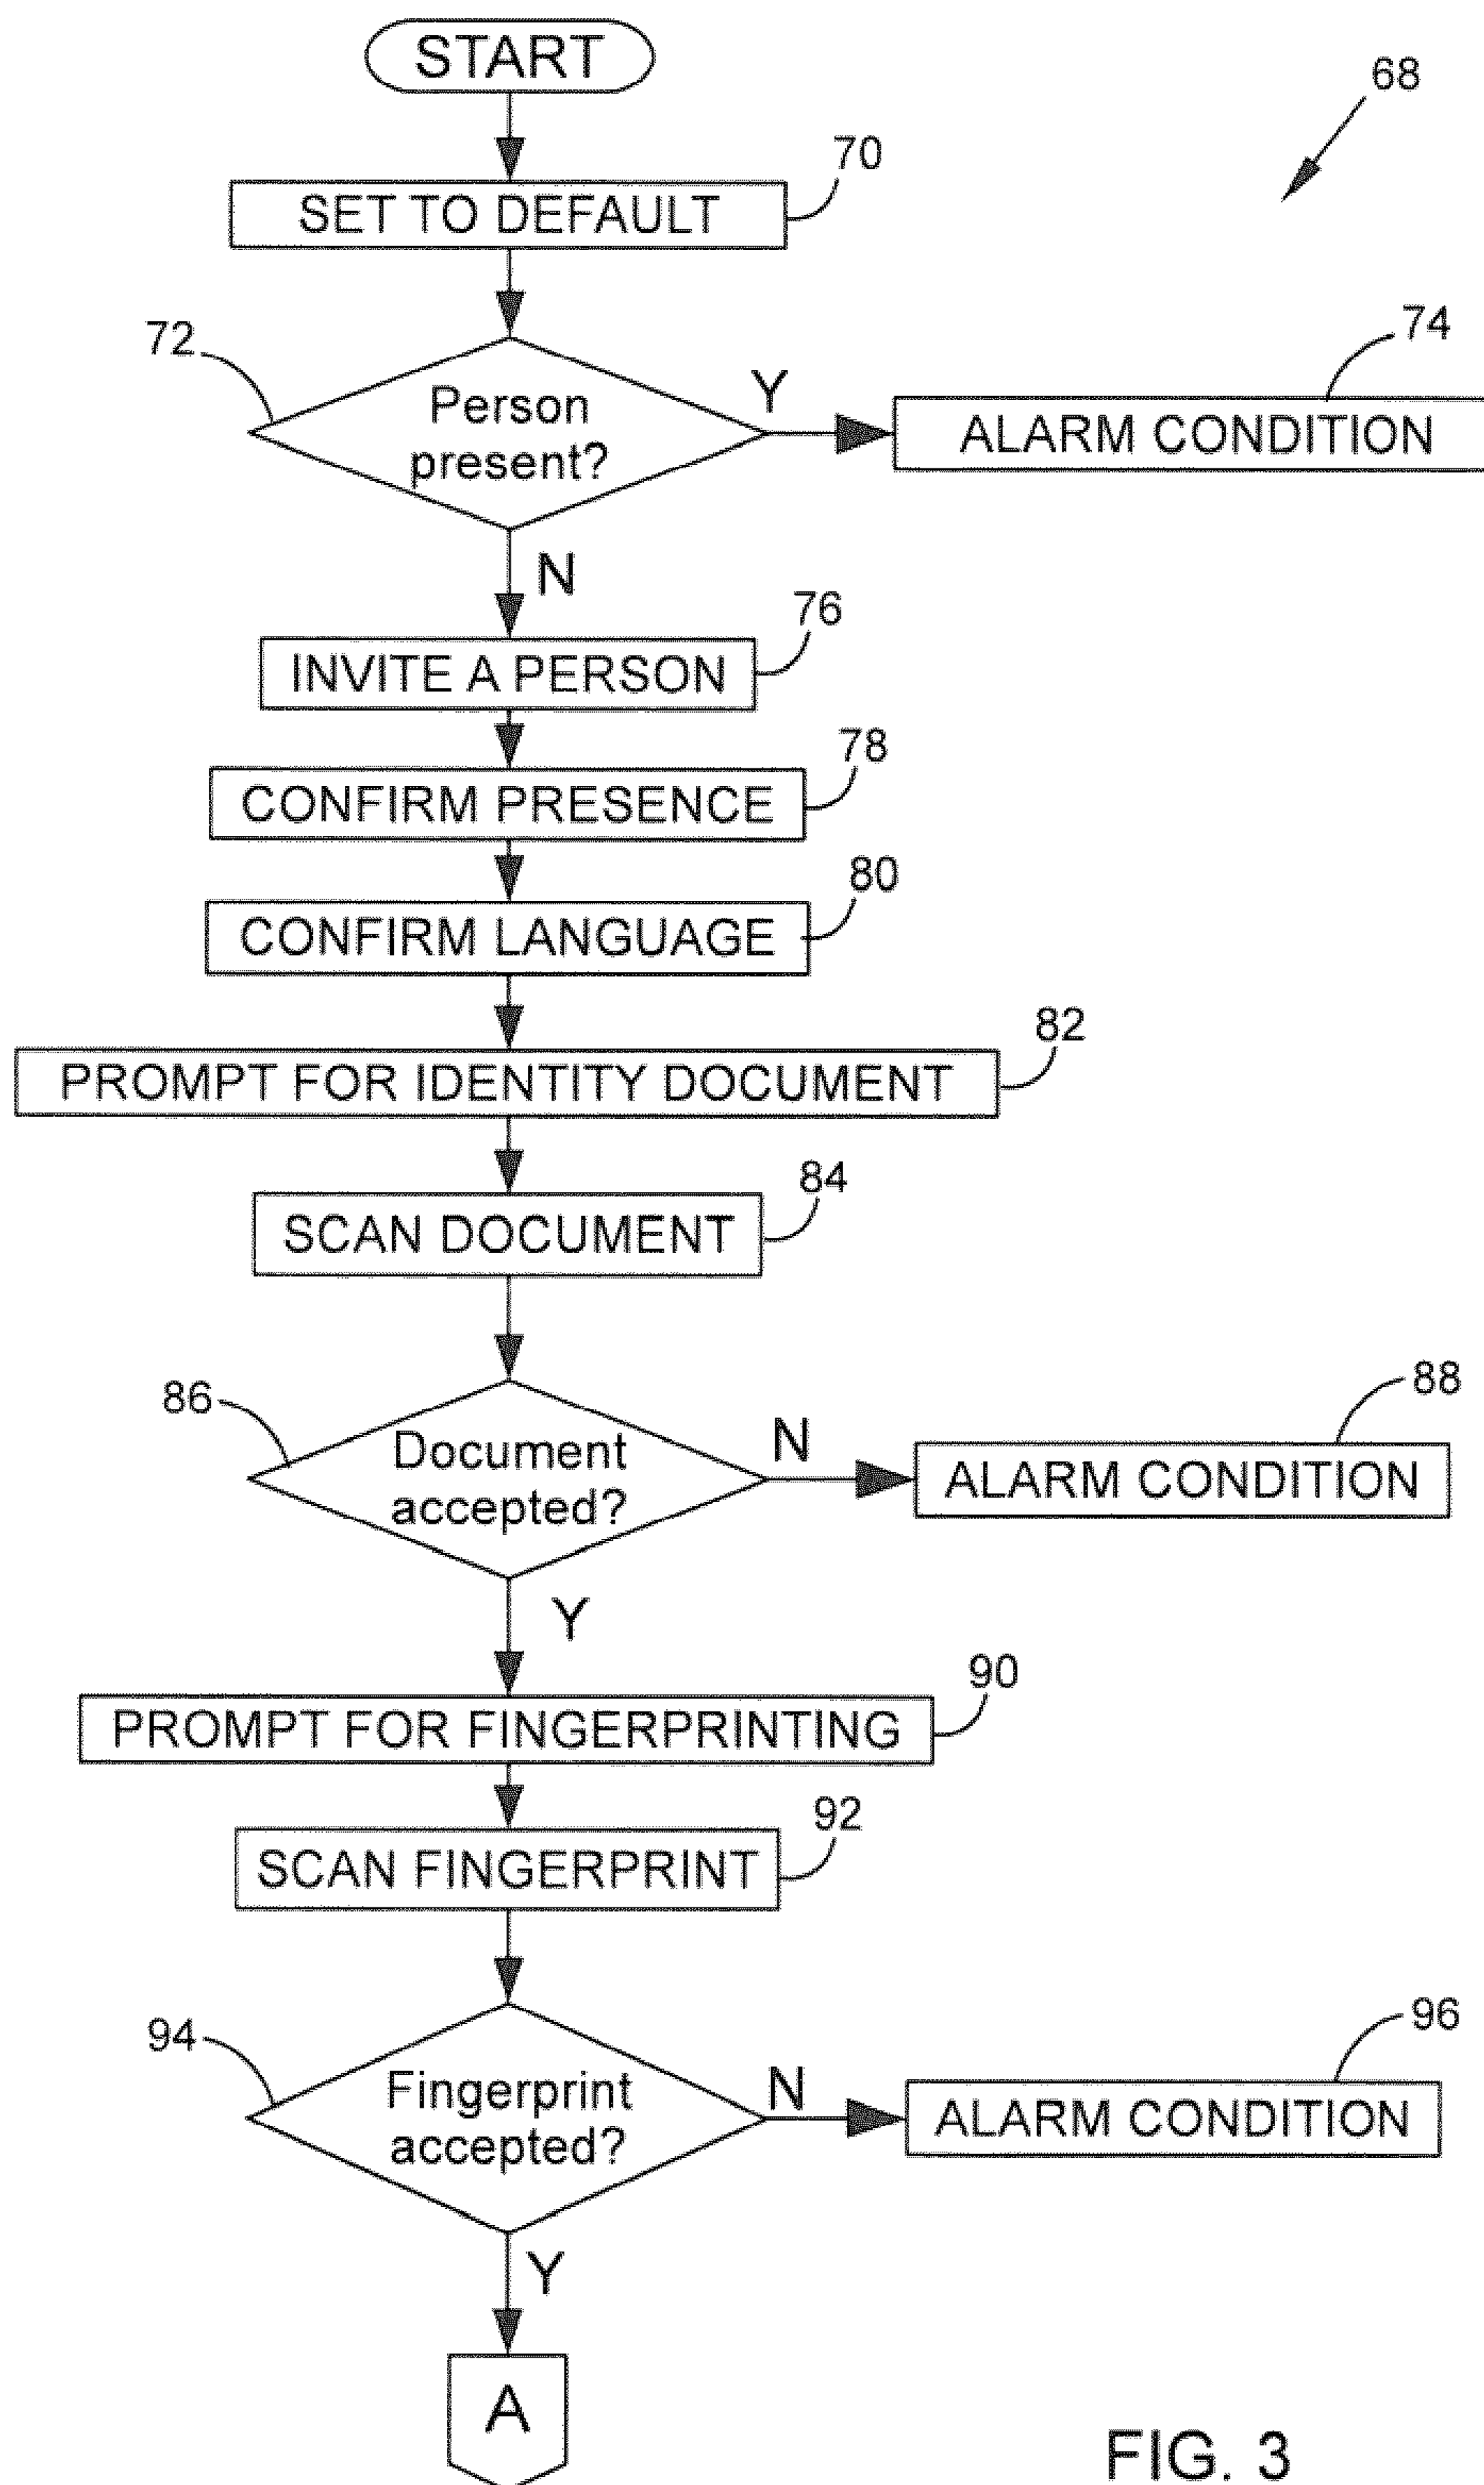 START
68
70
SET TO DEFAULT
72
74
Person
present?
Y
ALARM CONDITION
N
76
INVITE A PERSON
78
CONFIRM PRESENCE
80
CONFIRM LANGUAGE
82
PROMPT FOR IDENTITY DOCUMENT
84
SCAN DOCUMENT
86
88
Document
accepted?
N
ALARM CONDITION
Y
90
PROMPT FOR FINGERPRINTING
92
SCAN FINGERPRINT
94
96
Fingerprint
accepted?
N
ALARM CONDITION
Y
A
FIG. 3